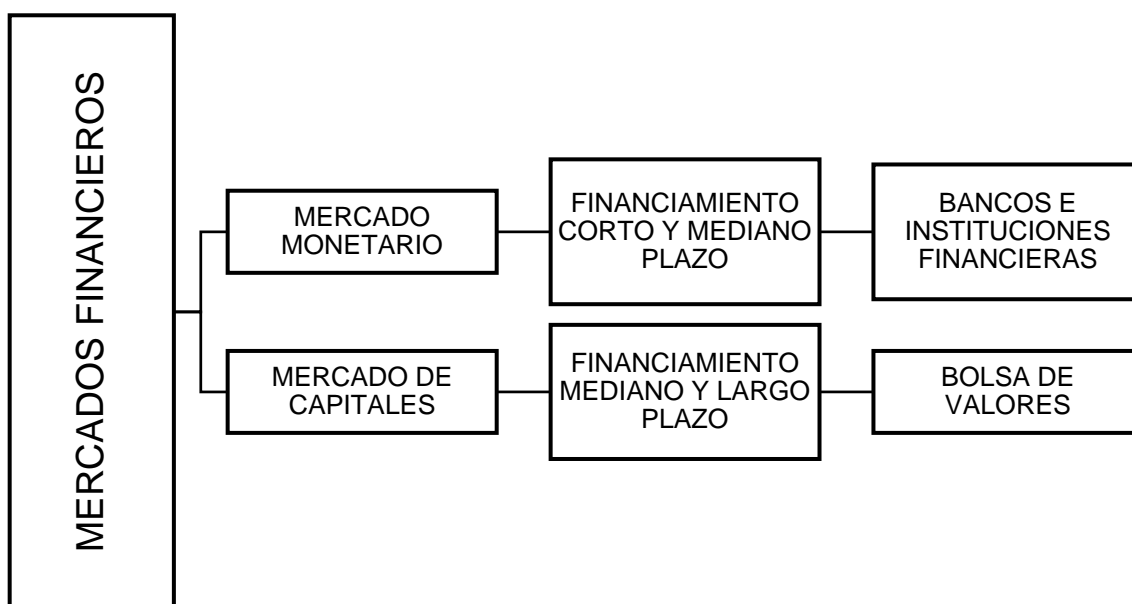 MERCADOS FINANCIEROS
MERCADO
MONETARIO
FINANCIAMIENTO
CORTO Y MEDIANO
PLAZO
BANCOS E
INSTITUCIONES
FINANCIERAS
MERCADO DE
CAPITALES
FINANCIAMIENTO
MEDIANO Y LARGO
PLAZO
BOLSA DE
VALORES